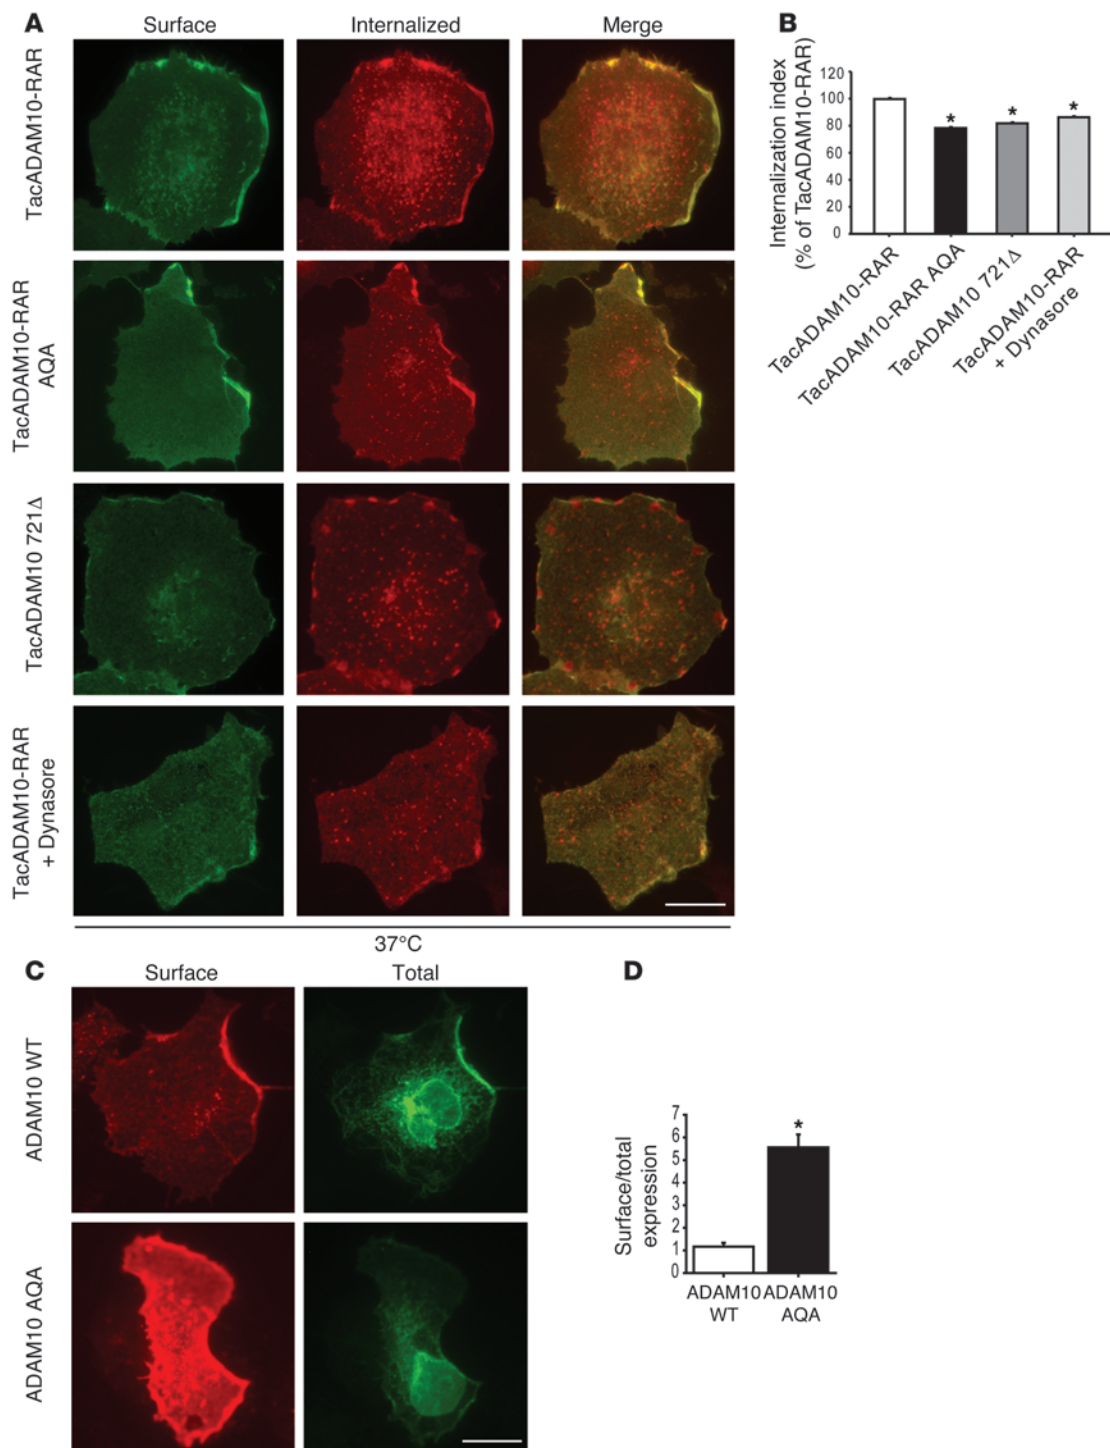 A
Surface
Internalized
Merge
TacADAM10-RAR
TacADAM10-RAR
AQA
TacADAM10 721Δ
TacADAM10-RAR
+ Dynasore
37°C
B
Internalization index
(% of TacADAM10-RAR)
120
100
80
60
40
20
0
*
*
*
TacADAM10-RAR
TacADAM10-RAR AQA
TacADAM10 721Δ
TacADAM10-RAR
+ Dynasore
C
Surface
Total
ADAM10 WT
ADAM10 AQA
D
Surface/total
expression
7
6
5
4
3
2
1
0
*
ADAM10
WT
ADAM10
AQA